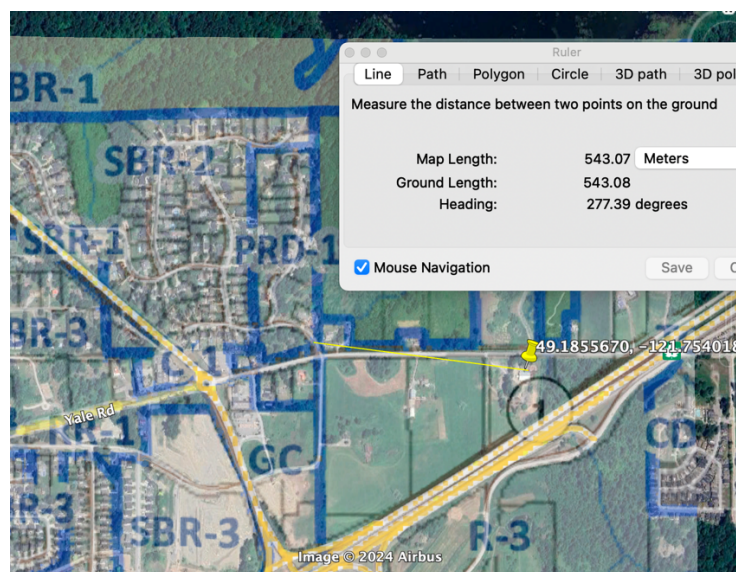 Ruler
Line Path Polygon Circle 3D path 3D pol
Measure the distance between two points on the ground
Map Length: 543.07 Meters
Ground Length: 543.08
Heading: 277.39 degrees
Mouse Navigation Save
BR-1
SBR-2
SBR-1
PRD-1
BR-3
49.1855670, -121.754018
Yale Rd
RR-1
GC
CD
R-3
SBR-3
R-3
Image © 2024 Airbus